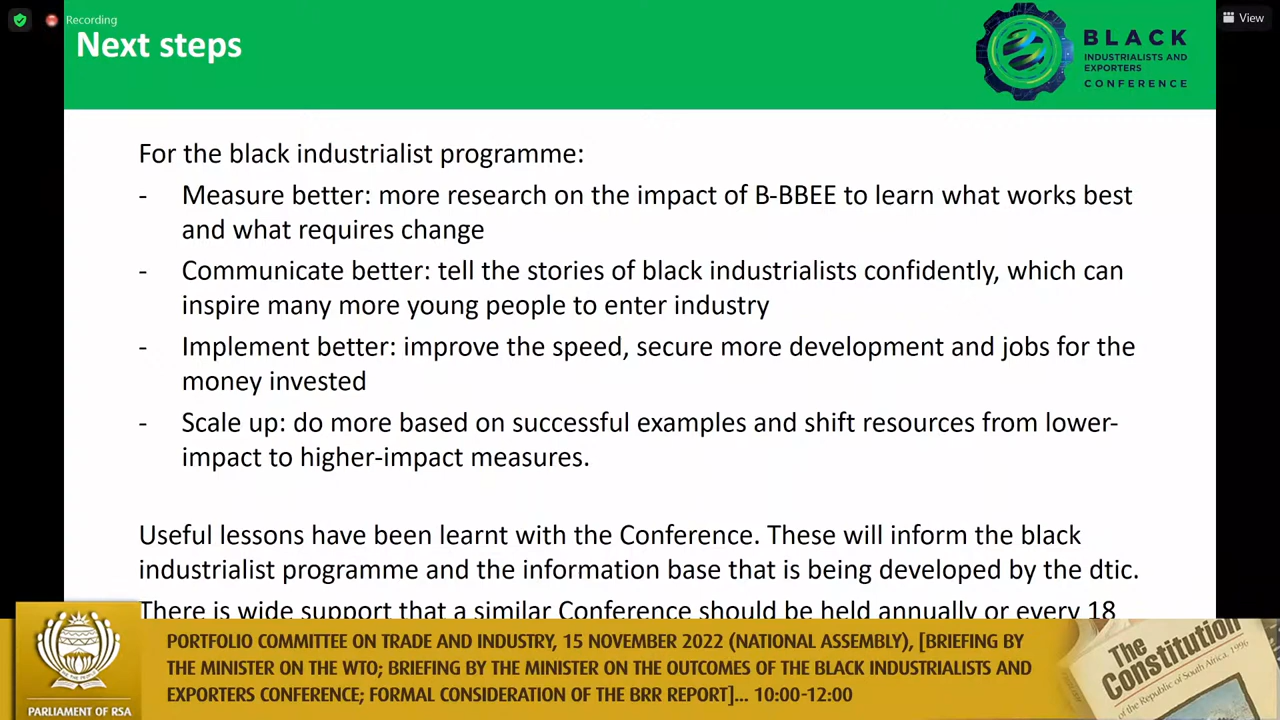 Recording
View
Next steps
BLACK
INDUSTRIALISTS AND
EXPORTERS
CONFERENCE
For the black industrialist programme:
- Measure better: more research on the impact of B-BBEE to learn what works best
and what requires change
- Communicate better: tell the stories of black industrialists confidently, which can
inspire many more young people to enter industry
- Implement better: improve the speed, secure more development and jobs for the
money invested
- Scale up: do more based on successful examples and shift resources from lower-
impact to higher-impact measures.
Useful lessons have been learnt with the Conference. These will inform the black
industrialist programme and the information base that is being developed by the dtic.
There is wide support that a similar Conference should be held annually or every 18
PORTFOLIO COMMITTEE ON TRADE AND INDUSTRY, 15 NOVEMBER 2022 (NATIONAL ASSEMBLY), [BRIEFING BY
THE MINISTER ON THE WTO; BRIEFING BY THE MINISTER ON THE OUTCOMES OF THE BLACK INDUSTRIALISTS AND
EXPORTERS CONFERENCE; FORMAL CONSIDERATION OF THE BRR REPORT]... 10:00-12:00
PARLIAMENT OF RSA
The
Constitution
of the Republic of South Africa, 1996